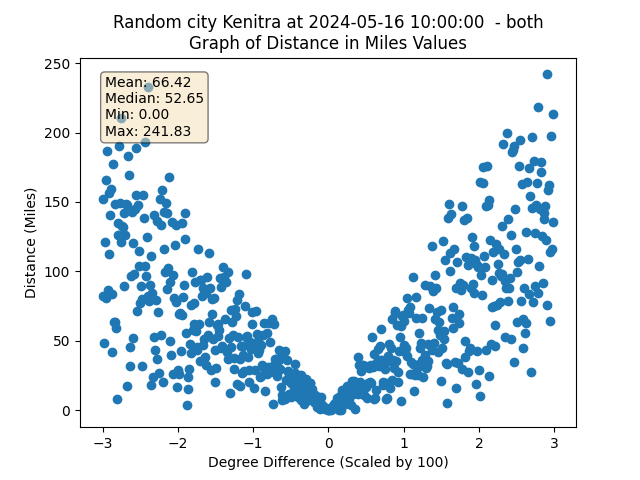 Random city Kenitra at 2024-05-16 10:00:00  - both
Graph of Distance in Miles Values
Mean: 66.42
Median: 52.65
Min: 0.00
Max: 241.83
Distance (Miles)
250
200
150
100
50
0
−3
−2
−1
0
1
2
3
Degree Difference (Scaled by 100)